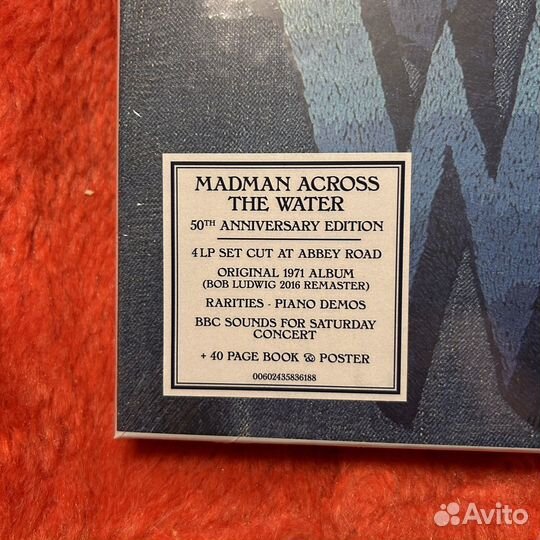 MADMAN ACROSS
THE WATER
50TH ANNIVERSARY EDITION
4 LP SET CUT AT ABBEY ROAD
ORIGINAL 1971 ALBUM
(BOB LUDWIG 2016 REMASTER)
RARITIES - PIANO DEMOS
BBC SOUNDS FOR SATURDAY
CONCERT
+ 40 PAGE BOOK & POSTER
00602435836188
Avito